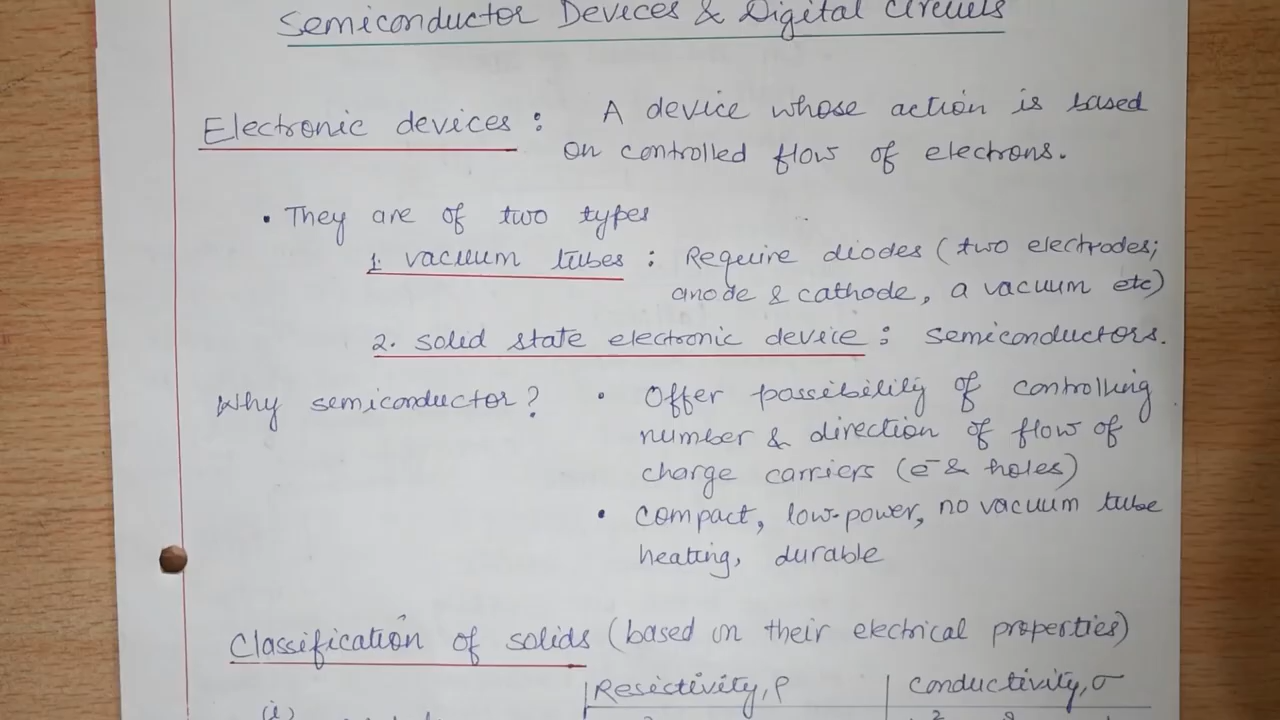 Semiconductor Devices & Digital Circuits
Electronic devices : A device whose action is based
on controlled flow of electrons.
• They are of two types
1. vacuum tubes : Require diodes (two electrodes;
anode & cathode, a vacuum etc)
2. solid state electronic device : semiconductors.
Why semiconductor? • Offer possibility of controlling
number & direction of flow of
charge carriers (e⁻ & holes)
• compact, low-power, no vacuum tube
heating, durable
Classification of solids (based on their electrical properties)
Resistivity, ρ conductivity, σ
(i)